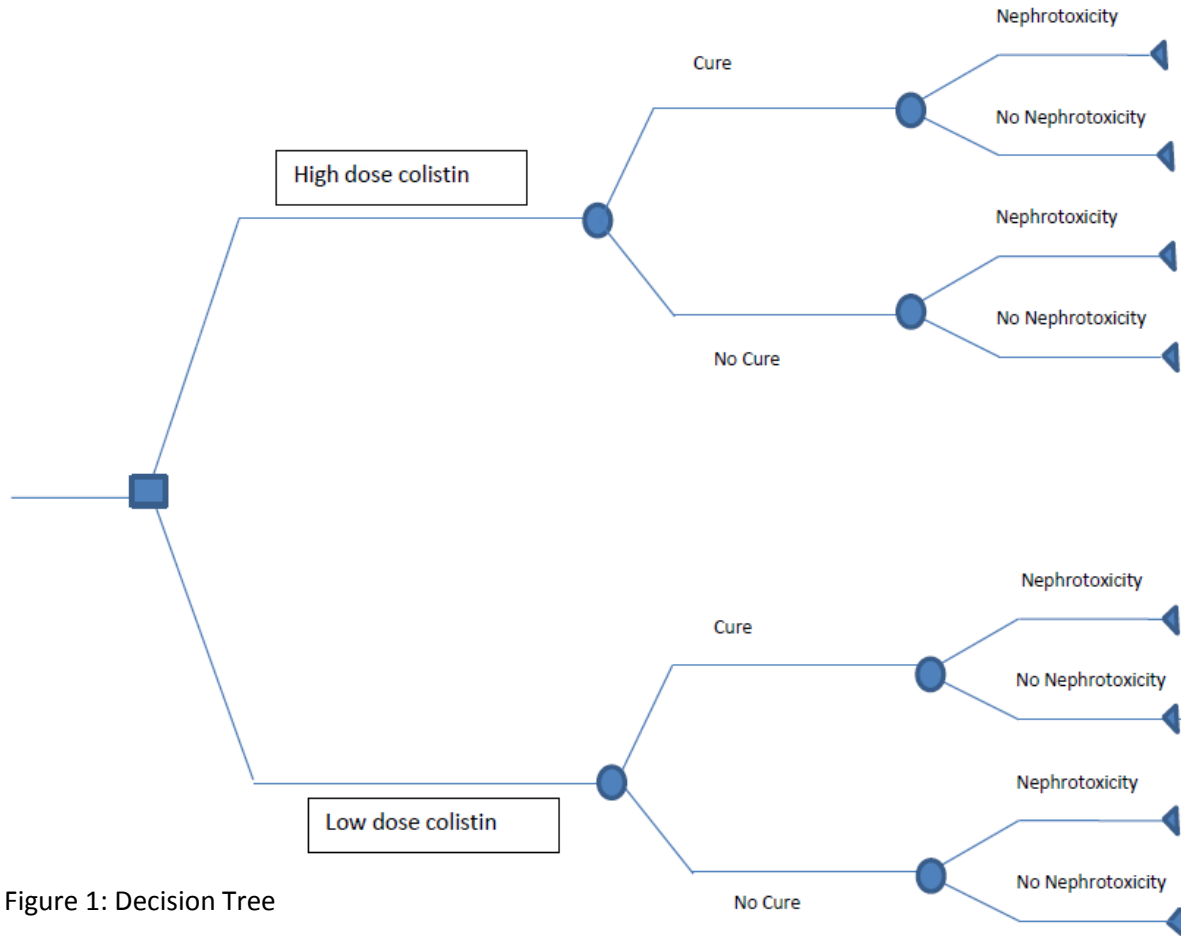 Nephrotoxicity
Cure
No Nephrotoxicity
High dose colistin
Nephrotoxicity
No Nephrotoxicity
No Cure
Nephrotoxicity
Cure
No Nephrotoxicity
Nephrotoxicity
Low dose colistin
No Nephrotoxicity
No Cure
Figure 1: Decision Tree